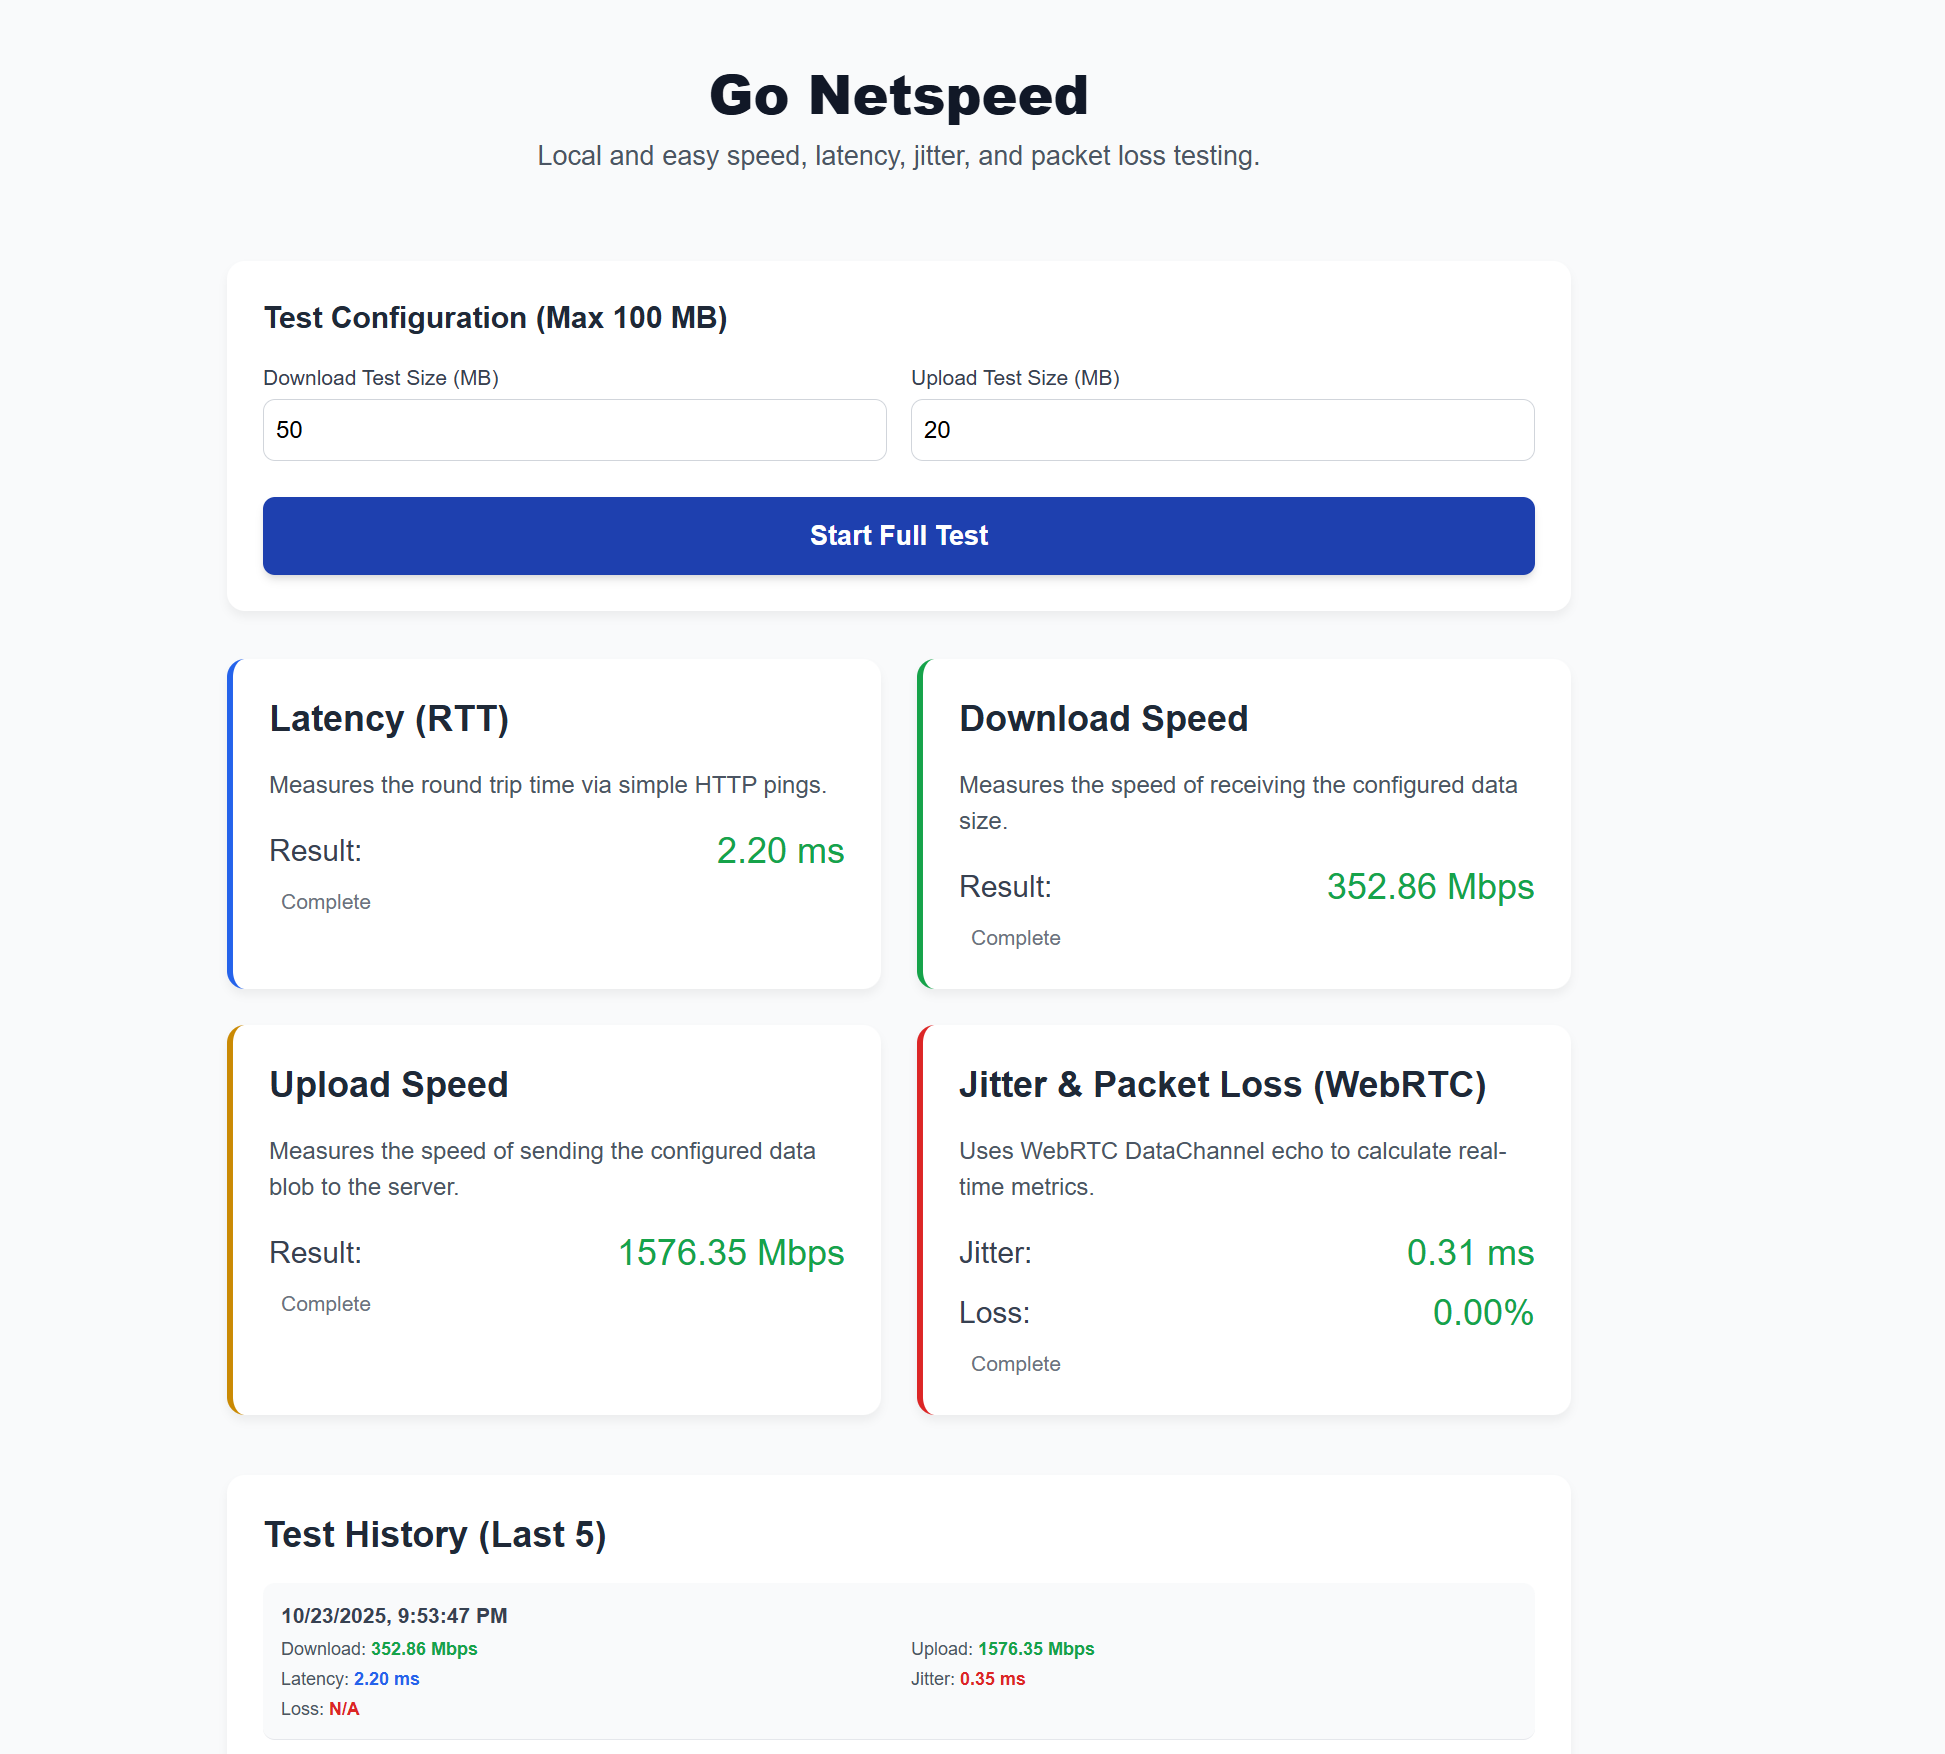 Go Netspeed
Local and easy speed, latency, jitter, and packet loss testing.
Test Configuration (Max 100 MB)
Download Test Size (MB)
Upload Test Size (MB)
50
20
Start Full Test
Latency (RTT)
Measures the round trip time via simple HTTP pings.
Result: 2.20 ms
Complete
Download Speed
Measures the speed of receiving the configured data
size.
Result: 352.86 Mbps
Complete
Upload Speed
Measures the speed of sending the configured data
blob to the server.
Result: 1576.35 Mbps
Complete
Jitter & Packet Loss (WebRTC)
Uses WebRTC DataChannel echo to calculate real-
time metrics.
Jitter: 0.31 ms
Loss: 0.00%
Complete
Test History (Last 5)
10/23/2025, 9:53:47 PM
Download: 352.86 Mbps
Upload: 1576.35 Mbps
Latency: 2.20 ms
Jitter: 0.35 ms
Loss: N/A